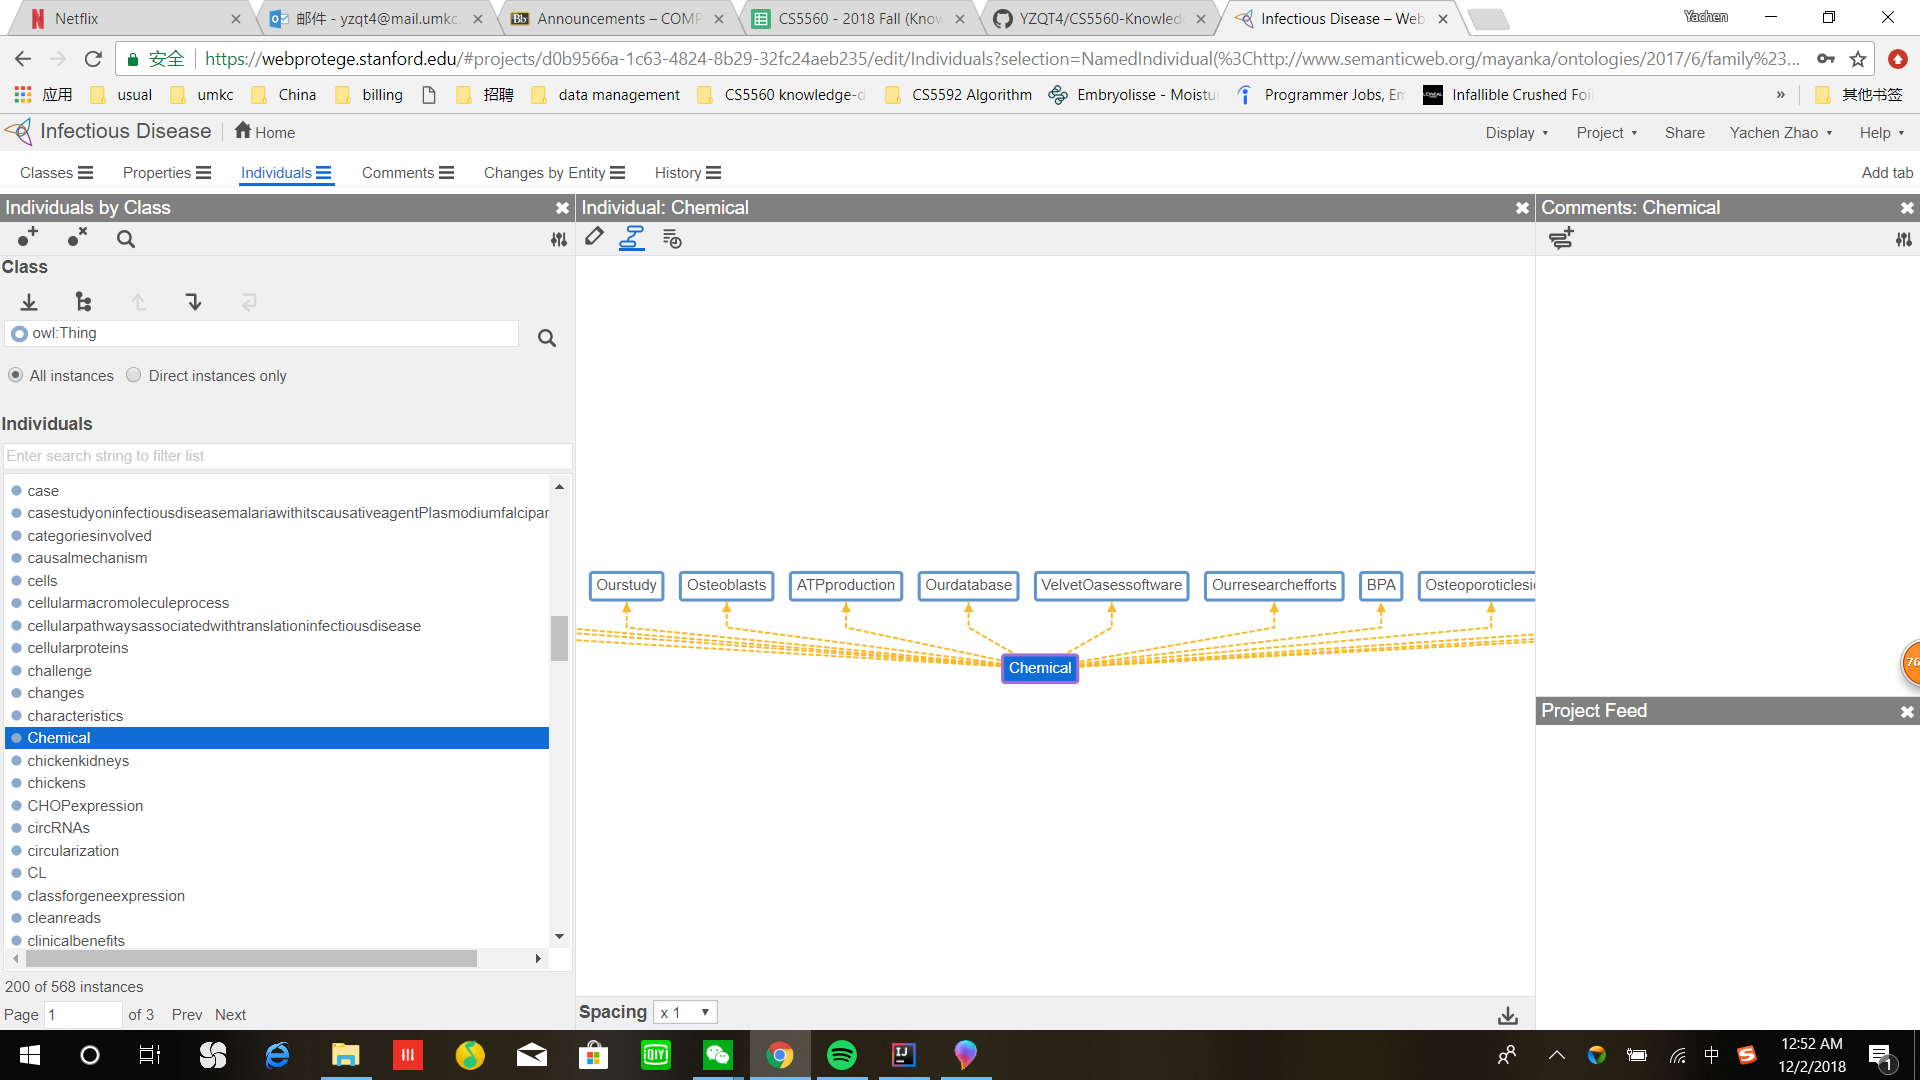 Netflix
邮件 - yzqt4@mail.umkc
Announcements – COMP
CS5560 - 2018 Fall (Know
YZQT4/CS5560-Knowledg
Infectious Disease – Web
Yachen
安全
https://webprotege.stanford.edu/#projects/d0b9566a-1c63-4824-8b29-32fc24aeb235/edit/Individuals?selection=NamedIndividual(%3Chttp://www.semanticweb.org/mayanka/ontologies/2017/6/family%23...
应用
usual
umkc
China
billing
招聘
data management
CS5560 knowledge-d
CS5592 Algorithm
Embryolisse - Moistu
Programmer Jobs, Em
Infallible Crushed Foi
»
其他书签
Infectious Disease
Home
Display
Project
Share
Yachen Zhao
Help
Classes
Properties
Individuals
Comments
Changes by Entity
History
Add tab
Individuals by Class
Class
owl:Thing
All instances
Direct instances only
Individuals
Enter search string to filter list
case
casestudyoninfectiousdiseasemalariawithitscausativeagentPlasmodiumfalcipar
categoriesinvolved
causalmechanism
cells
cellularmacromoleculeprocess
cellularpathwaysassociatedwithtranslationinfectiousdisease
cellularproteins
challenge
changes
characteristics
Chemical
chickenkidneys
chickens
CHOPexpression
circRNAs
circularization
CL
classforgeneexpression
cleanreads
clinicalbenefits
200 of 568 instances
Page 1 of 3 Prev Next
Individual: Chemical
Ourstudy
Osteoblasts
ATPproduction
Ourdatabase
VelvetOasessoftware
Ourresearchefforts
BPA
Osteoporoticlesi
Chemical
Spacing x 1
Comments: Chemical
76
Project Feed
QIYI
IJ
中
12:52 AM
12/2/2018
1